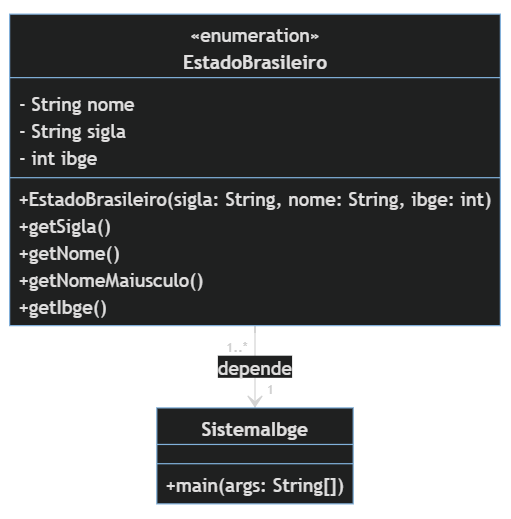 «enumeration»
EstadoBrasileiro
- String nome
- String sigla
- int ibge
+EstadoBrasileiro(sigla: String, nome: String, ibge: int)
+getSigla()
+getNome()
+getNomeMaiusculo()
+getIbge()
1..*
depende
1
SistemaIbge
+main(args: String[])